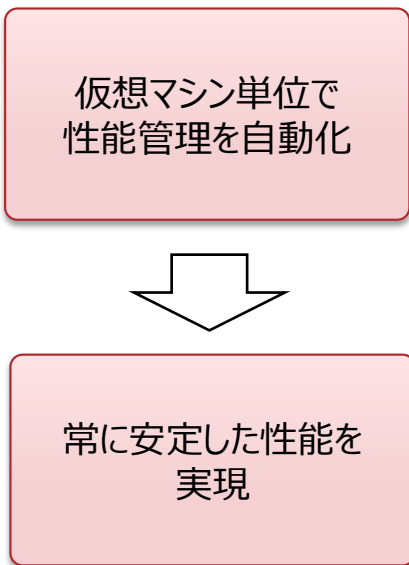 仮想マシン単位で
性能管理を自動化
常に安定した性能を
実現